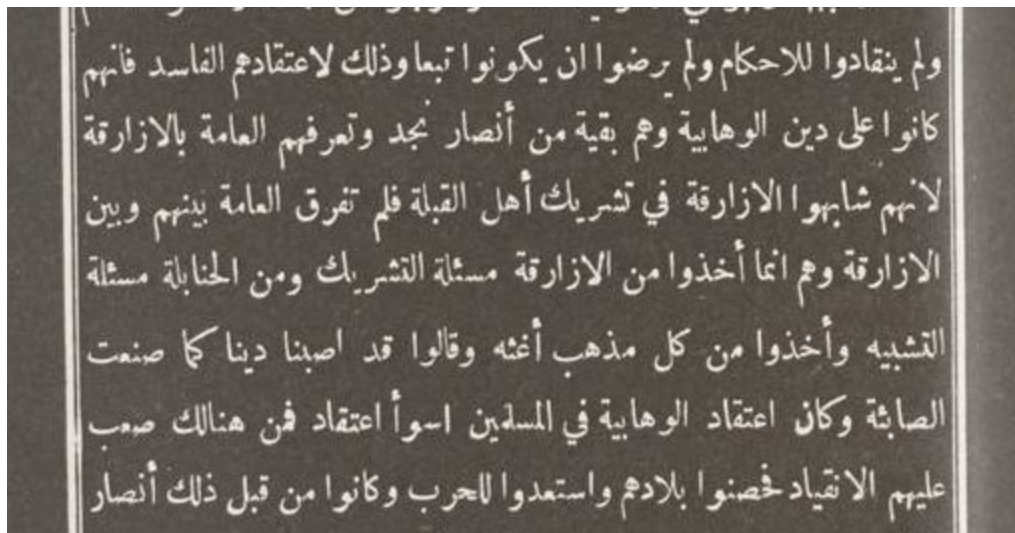 ولم ينقادوا للاحكام ولم يرضوا ان يكونوا تبعا وذلك لاعتقادهم الفاسد فانهم
كانوا على دين الوهابية وهم بقية من أنصار نجد وتعرفهم العامة بالازارقة
لانهم شابهوا الازارقة في تشريك أهل القبلة فلم تفرق العامة بينهم وبين
الازارقة وهم انما أخذوا من الازارقة مسئلة التشريك ومن الحنابلة مسئلة
التشبيه وأخذوا من كل مذهب أغثه وقالوا قد اصبنا دينا كما صنعت
الصابئة وكان اعتقاد الوهابية في المسلمين اسوأ اعتقاد فمن هنالك صعب
عليهم الانقياد فحصنوا بلادهم واستعدوا للحرب وكانوا من قبل ذلك أنصار